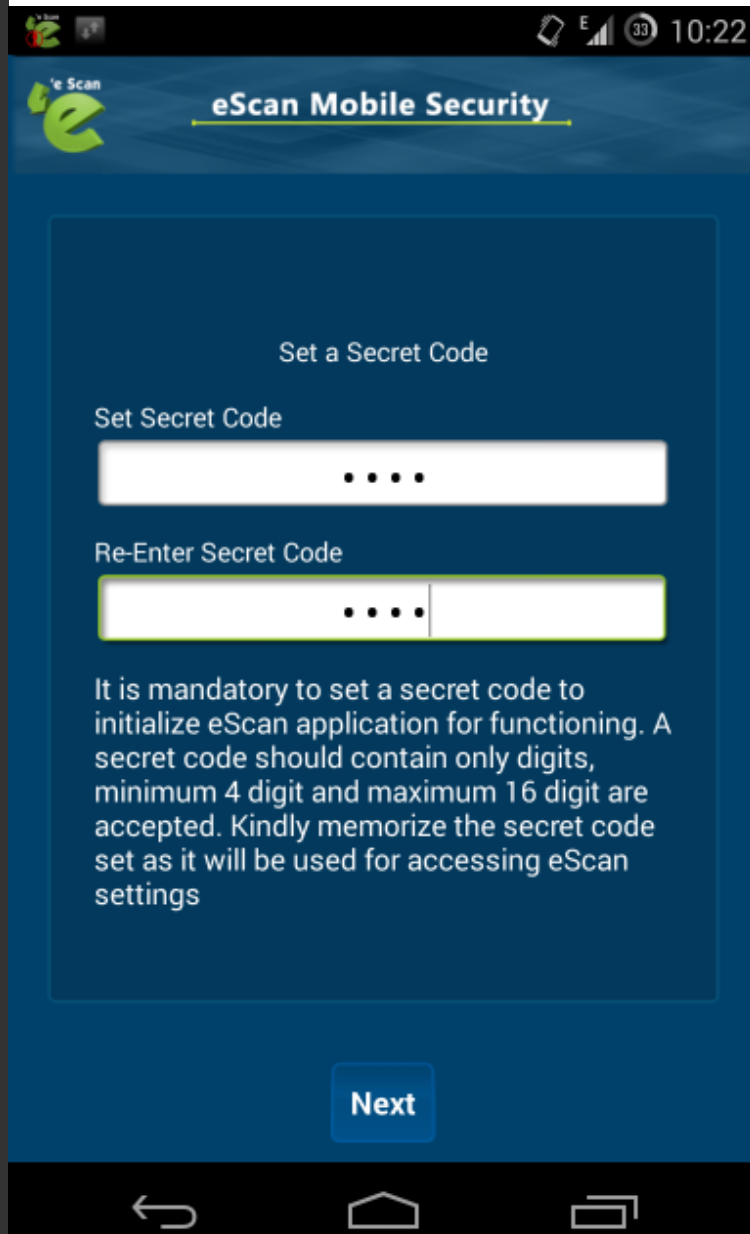 E 33 10:22
e Scan
eScan Mobile Security
Set a Secret Code
Set Secret Code
••••
Re-Enter Secret Code
••••
It is mandatory to set a secret code to
initialize eScan application for functioning. A
secret code should contain only digits,
minimum 4 digit and maximum 16 digit are
accepted. Kindly memorize the secret code
set as it will be used for accessing eScan
settings
Next